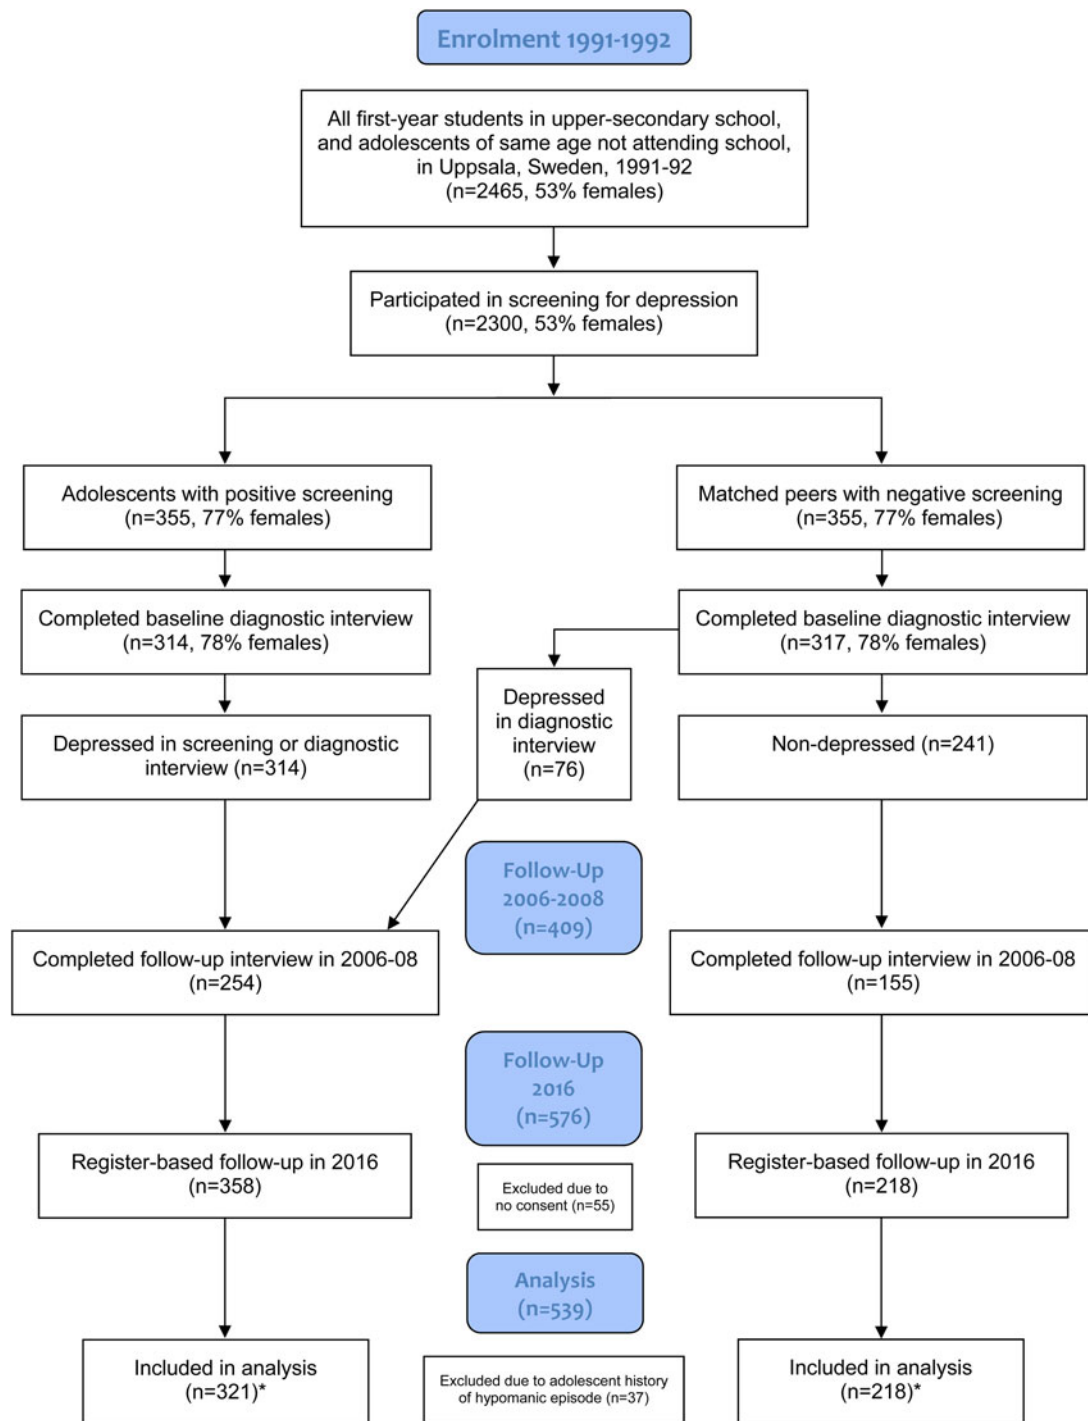 Enrolment 1991-1992
All first-year students in upper-secondary school,
and adolescents of same age not attending school,
in Uppsala, Sweden, 1991-92
(n=2465, 53% females)
Participated in screening for depression
(n=2300, 53% females)
Adolescents with positive screening
(n=355, 77% females)
Matched peers with negative screening
(n=355, 77% females)
Completed baseline diagnostic interview
(n=314, 78% females)
Completed baseline diagnostic interview
(n=317, 78% females)
Depressed
in diagnostic
interview
(n=76)
Depressed in screening or diagnostic
interview (n=314)
Non-depressed (n=241)
Follow-Up
2006-2008
(n=409)
Completed follow-up interview in 2006-08
(n=254)
Completed follow-up interview in 2006-08
(n=155)
Follow-Up
2016
(n=576)
Register-based follow-up in 2016
(n=358)
Excluded due to
no consent (n=55)
Register-based follow-up in 2016
(n=218)
Analysis
(n=539)
Included in analysis
(n=321)*
Excluded due to adolescent history
of hypomanic episode (n=37)
Included in analysis
(n=218)*